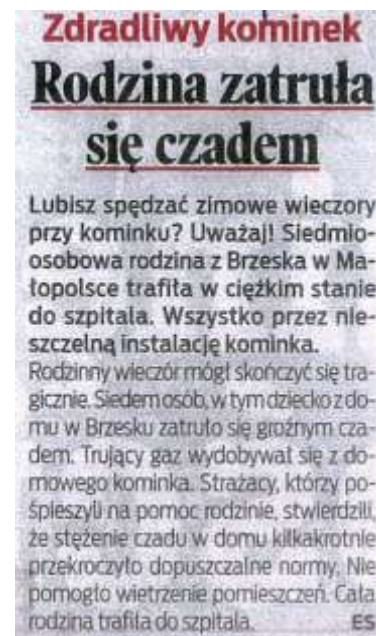 Zdradliwy kominek
Rodzina zatruła
się czadem
Lubisz spędzać zimowe wieczory
przy kominku? Uważaj! Siedmio-
osobowa rodzina z Brzeska w Ma-
łopolsce trafiła w ciężkim stanie
do szpitala. Wszystko przez nie-
szczelną instalację kominka.
Rodzinny wieczór mógł skończyć się tra-
gicznie. Siedem osób, w tym dziecko z do-
mu w Brzesku zatruło się groźnym cza-
dem. Trujący gaz wydobywał się z do-
mowego kominka. Strażacy, którzy po-
śpieszyli na pomoc rodzinie, stwierdzili,
że stężenie czadu w domu kilkakrotnie
przekroczyło dopuszczalne normy. Nie
pomogło wietrzenie pomieszczeń. Cała
rodzina trafiła do szpitala. ES